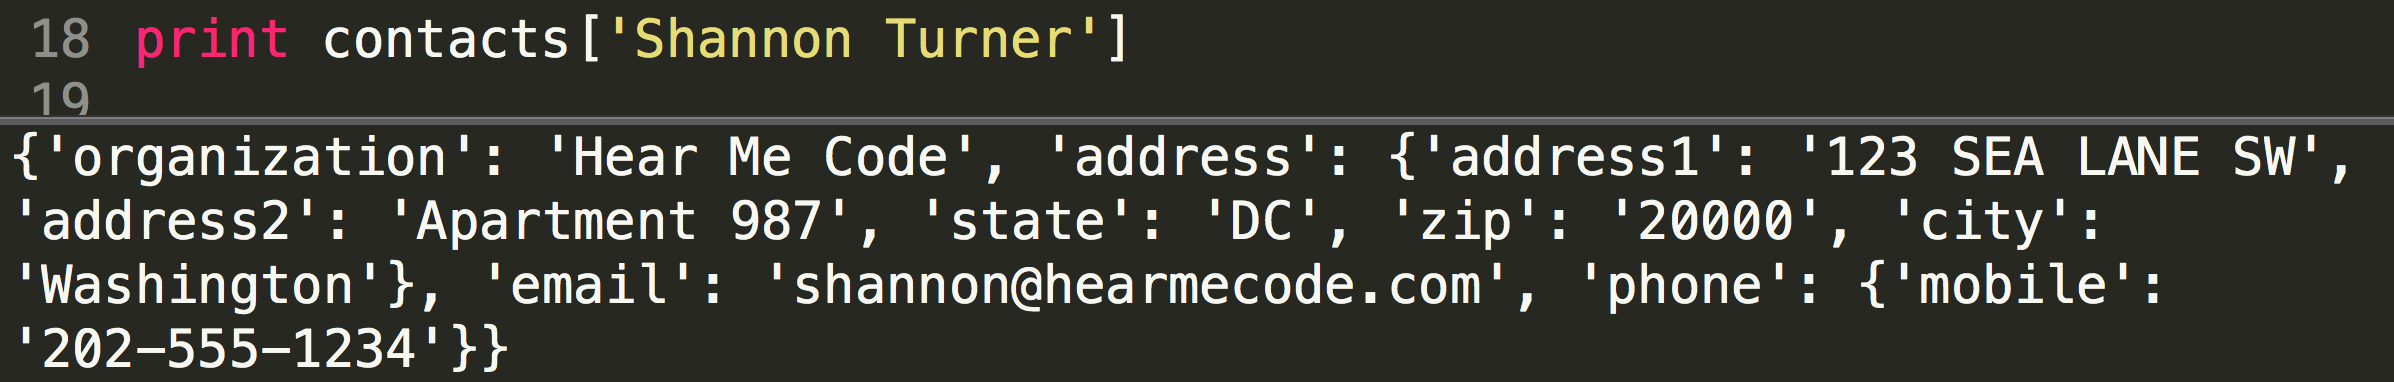 18 print contacts['Shannon Turner']
19
{'organization': 'Hear Me Code', 'address': {'address1': '123 SEA LANE SW',
'address2': 'Apartment 987', 'state': 'DC', 'zip': '20000', 'city':
'Washington'}, 'email': 'shannon@hearmecode.com', 'phone': {'mobile':
'202-555-1234'}}